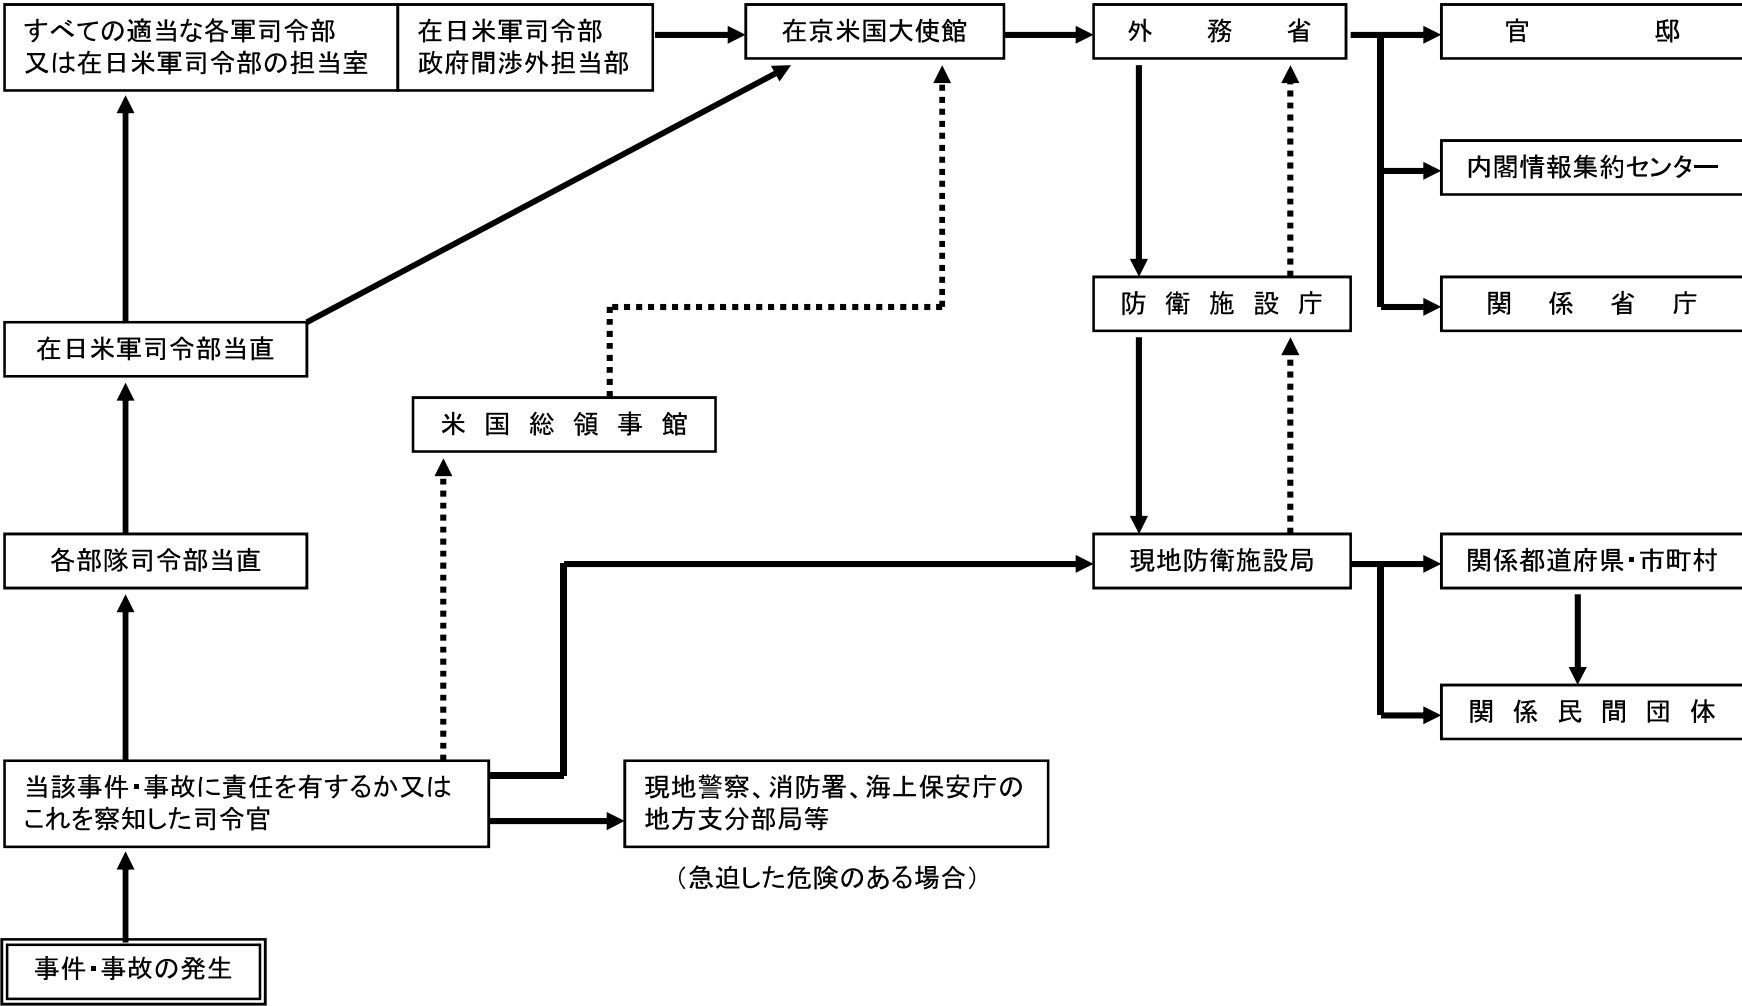 すべての適当な各軍司令部
又は在日米軍司令部の担当室
在日米軍司令部
政府間渉外担当部
在京米国大使館
外務省
官邸
内閣情報集約センター
防衛施設庁
関係省庁
在日米軍司令部当直
米国総領事館
各部隊司令部当直
現地防衛施設局
関係都道府県・市町村
関係民間団体
当該事件・事故に責任を有するか又は
これを察知した司令官
現地警察、消防署、海上保安庁の
地方支分部局等
（急迫した危険のある場合）
事件・事故の発生